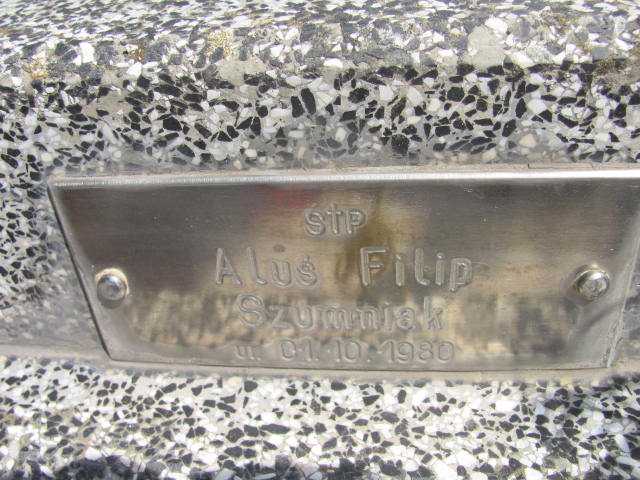 ŚTP
Aluś Filip
Szumniak
u. 01.10.1980